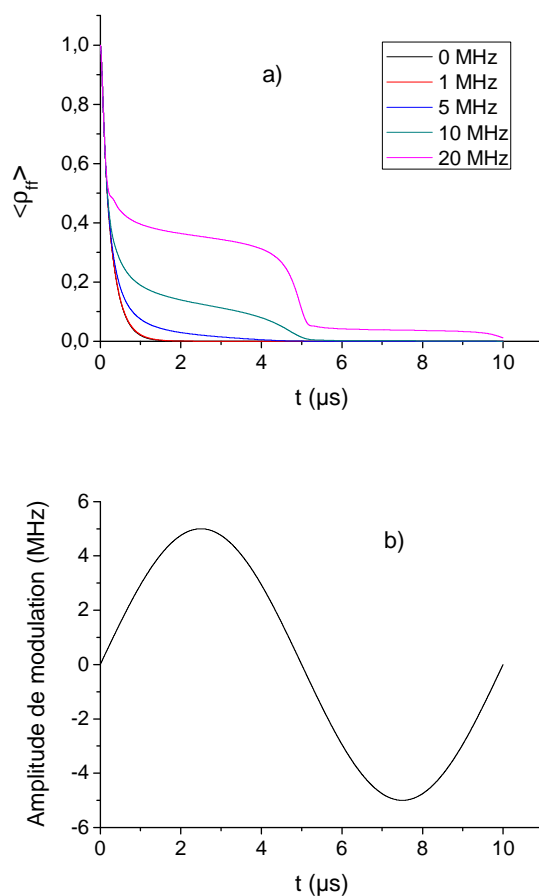 a)
0 MHz
1 MHz
5 MHz
10 MHz
20 MHz
1,0
0,8
0,6
0,4
0,2
0,0
<ρff>
0 2 4 6 8 10
t (µs)
b)
6
4
2
0
-2
-4
-6
Amplitude de modulation (MHz)
0 2 4 6 8 10
t (µs)